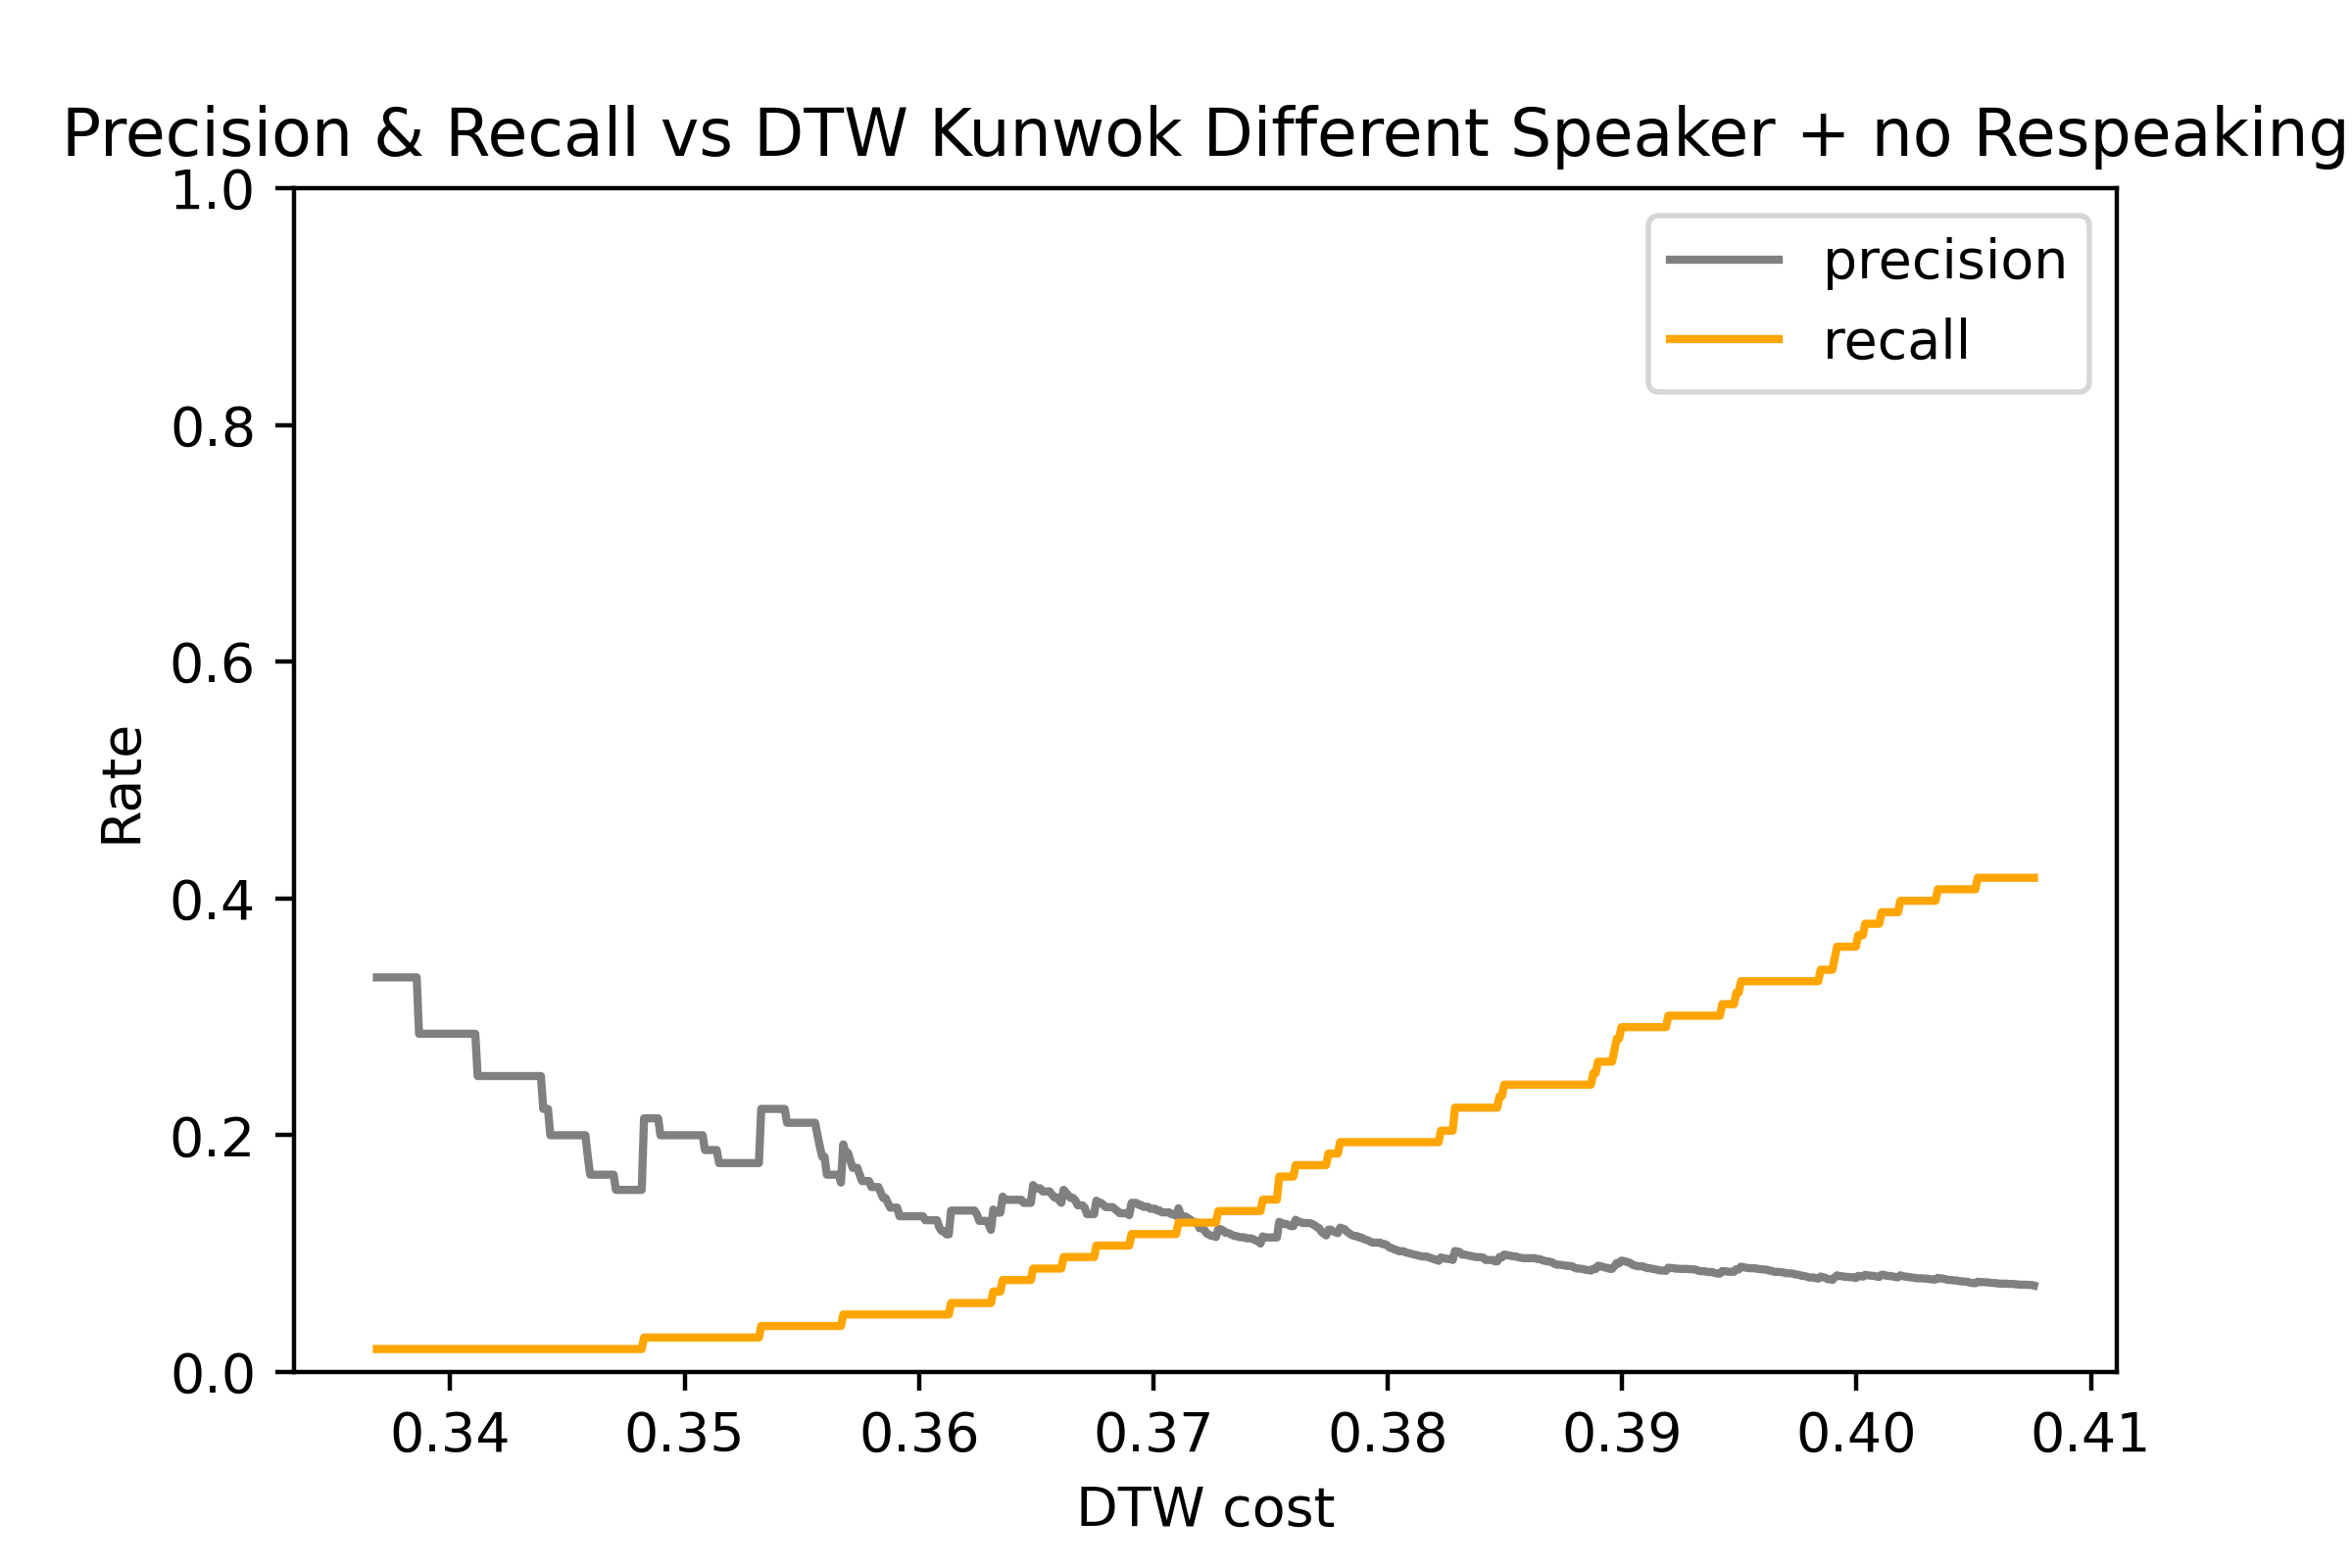 Precision & Recall vs DTW Kunwok Different Speaker + no Respeaking
1.0
0.8
0.6
0.4
0.2
0.0
Rate
precision
recall
0.34 0.35 0.36 0.37 0.38 0.39 0.40 0.41
DTW cost